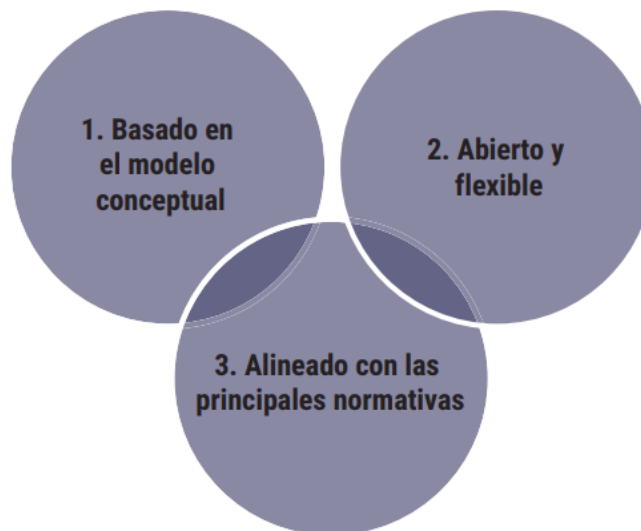 1. Basado en
el modelo
conceptual
2. Abierto y
flexible
3. Alineado con las
principales normativas